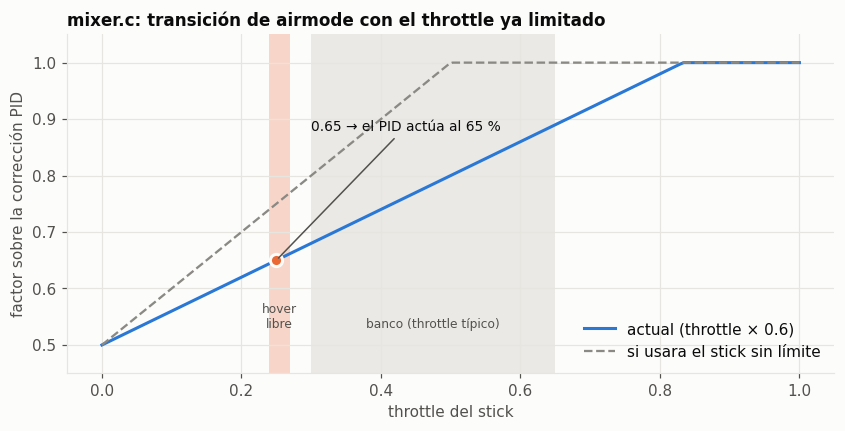 mixer.c: transición de airmode con el throttle ya limitado
factor sobre la corrección PID
1.0
0.9
0.8
0.7
0.6
0.5
0.65 → el PID actúa al 65 %
hover
libre
banco (throttle típico)
actual (throttle × 0.6)
si usara el stick sin límite
0.0
0.2
0.4
0.6
0.8
1.0
throttle del stick